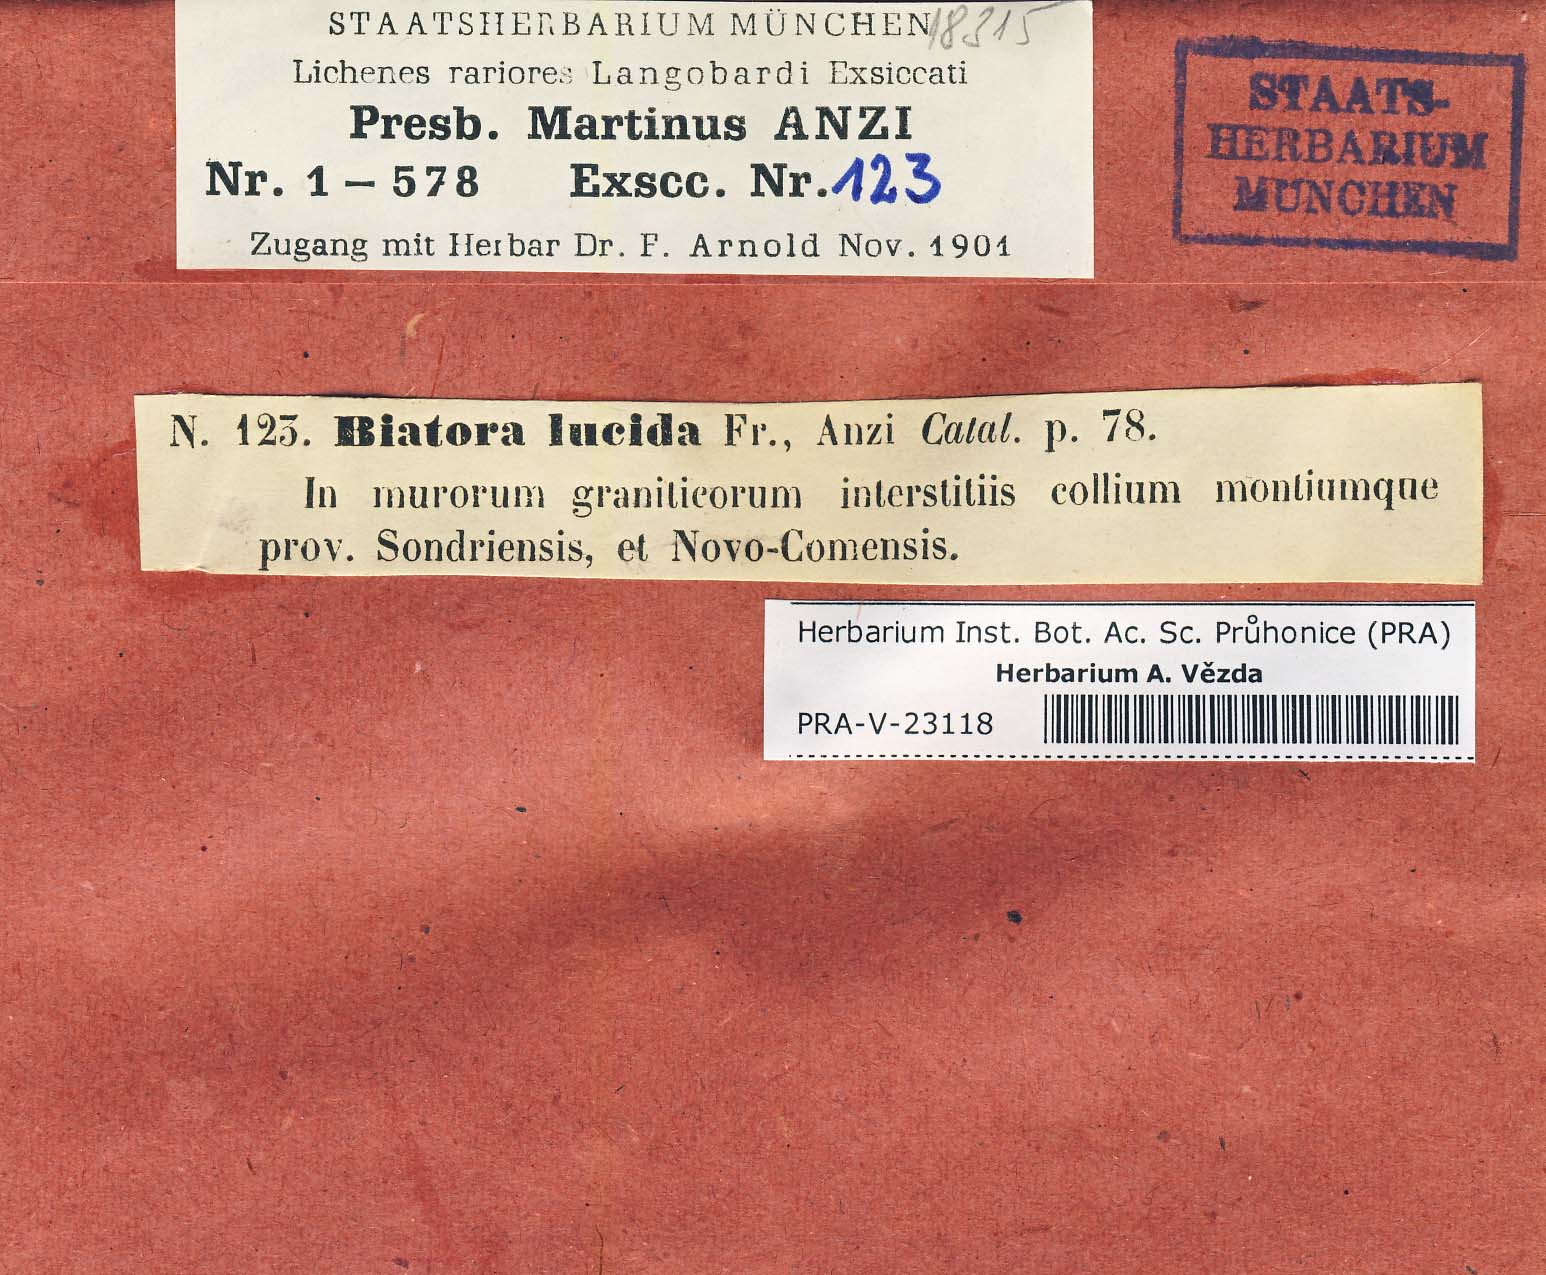 STAATSHERBARIUM MÜNCHEN 18315
Lichenes rariores Langobardi Exsiccati
Presb. Martinus ANZI
Nr. 1 – 578 Exscc. Nr. 123
Zugang mit Herbar Dr. F. Arnold Nov. 1901
STAATS-
HERBARIUM
MÜNCHEN
N. 123. Biatora lucida Fr., Anzi Catal. p. 78.
In murorum graniticorum interstitiis collium montiumque
prov. Sondriensis, et Novo-Comensis.
Herbarium Inst. Bot. Ac. Sc. Průhonice (PRA)
Herbarium A. Vězda
PRA-V-23118